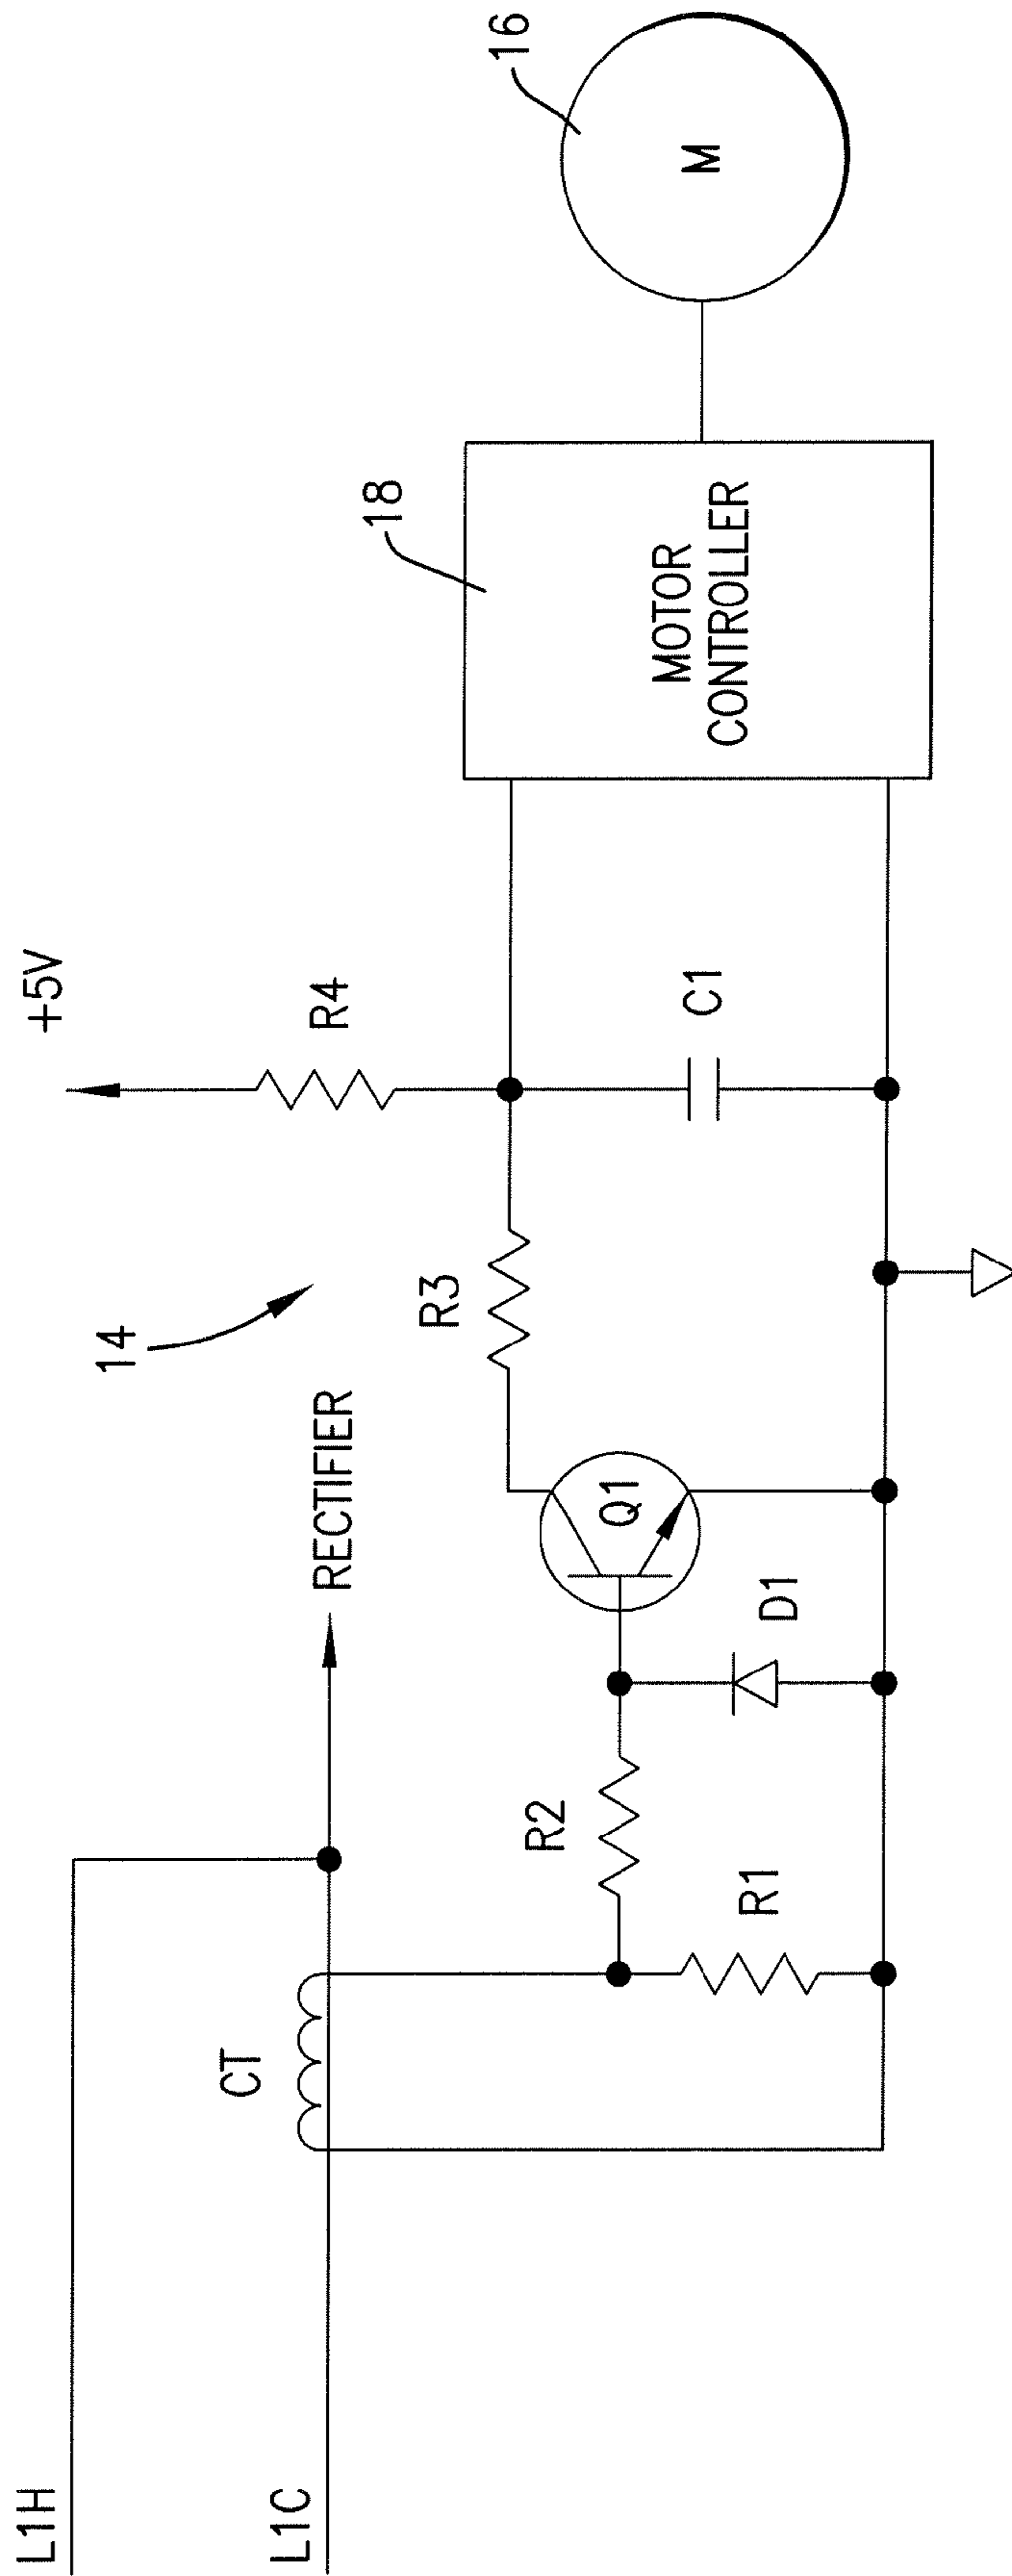 L1H
L1C
CT
RECTIFIER
14
+5V
R1
R2
D1
Q1
R3
R4
C1
18
MOTOR
CONTROLLER
16
M